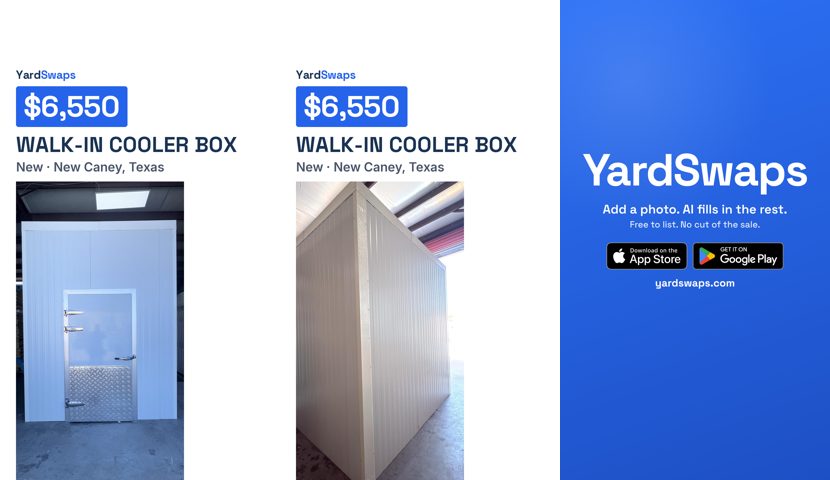 YardSwaps
$6,550
WALK-IN COOLER BOX
New · New Caney, Texas
YardSwaps
$6,550
WALK-IN COOLER BOX
New · New Caney, Texas
YardSwaps
Add a photo. AI fills in the rest.
Free to list. No cut of the sale.
Download on the
App Store
GET IT ON
Google Play
yardswaps.com